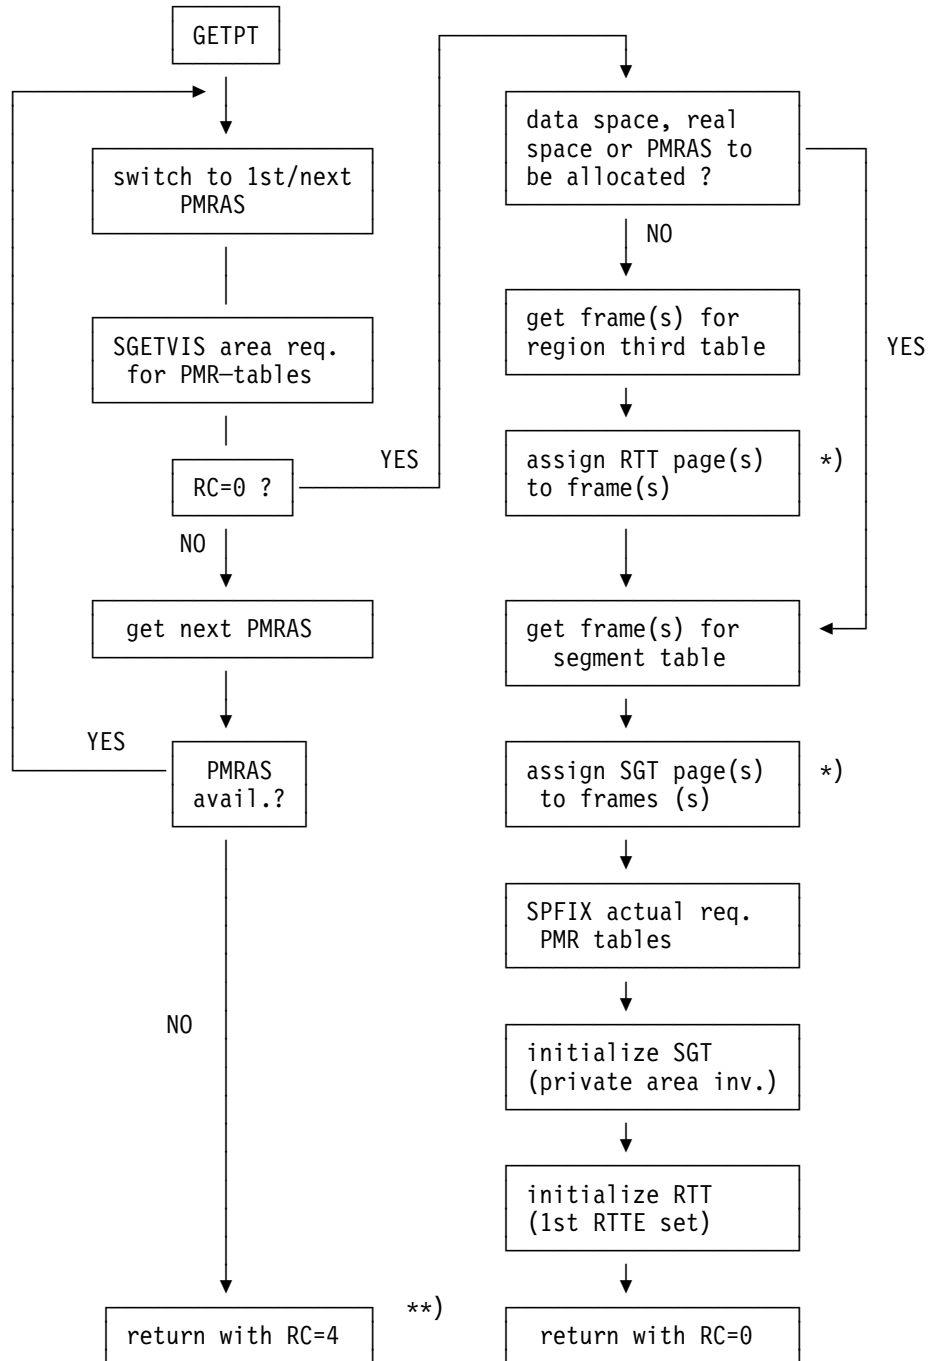 GETPT
switch to 1st/next
PMRAS
SGETVIS area req.
for PMR—tables
YES
RC=0 ?
NO
get next PMRAS
YES
PMRAS
avail.?
NO
**)
return with RC=4
data space, real
space or PMRAS to
be allocated ?
NO
get frame(s) for
region third table
YES
assign RTT page(s)
to frame(s)
*)
get frame(s) for
segment table
assign SGT page(s)
to frames (s)
*)
SPFIX actual req.
PMR tables
initialize SGT
(private area inv.)
initialize RTT
(1st RTTE set)
return with RC=0